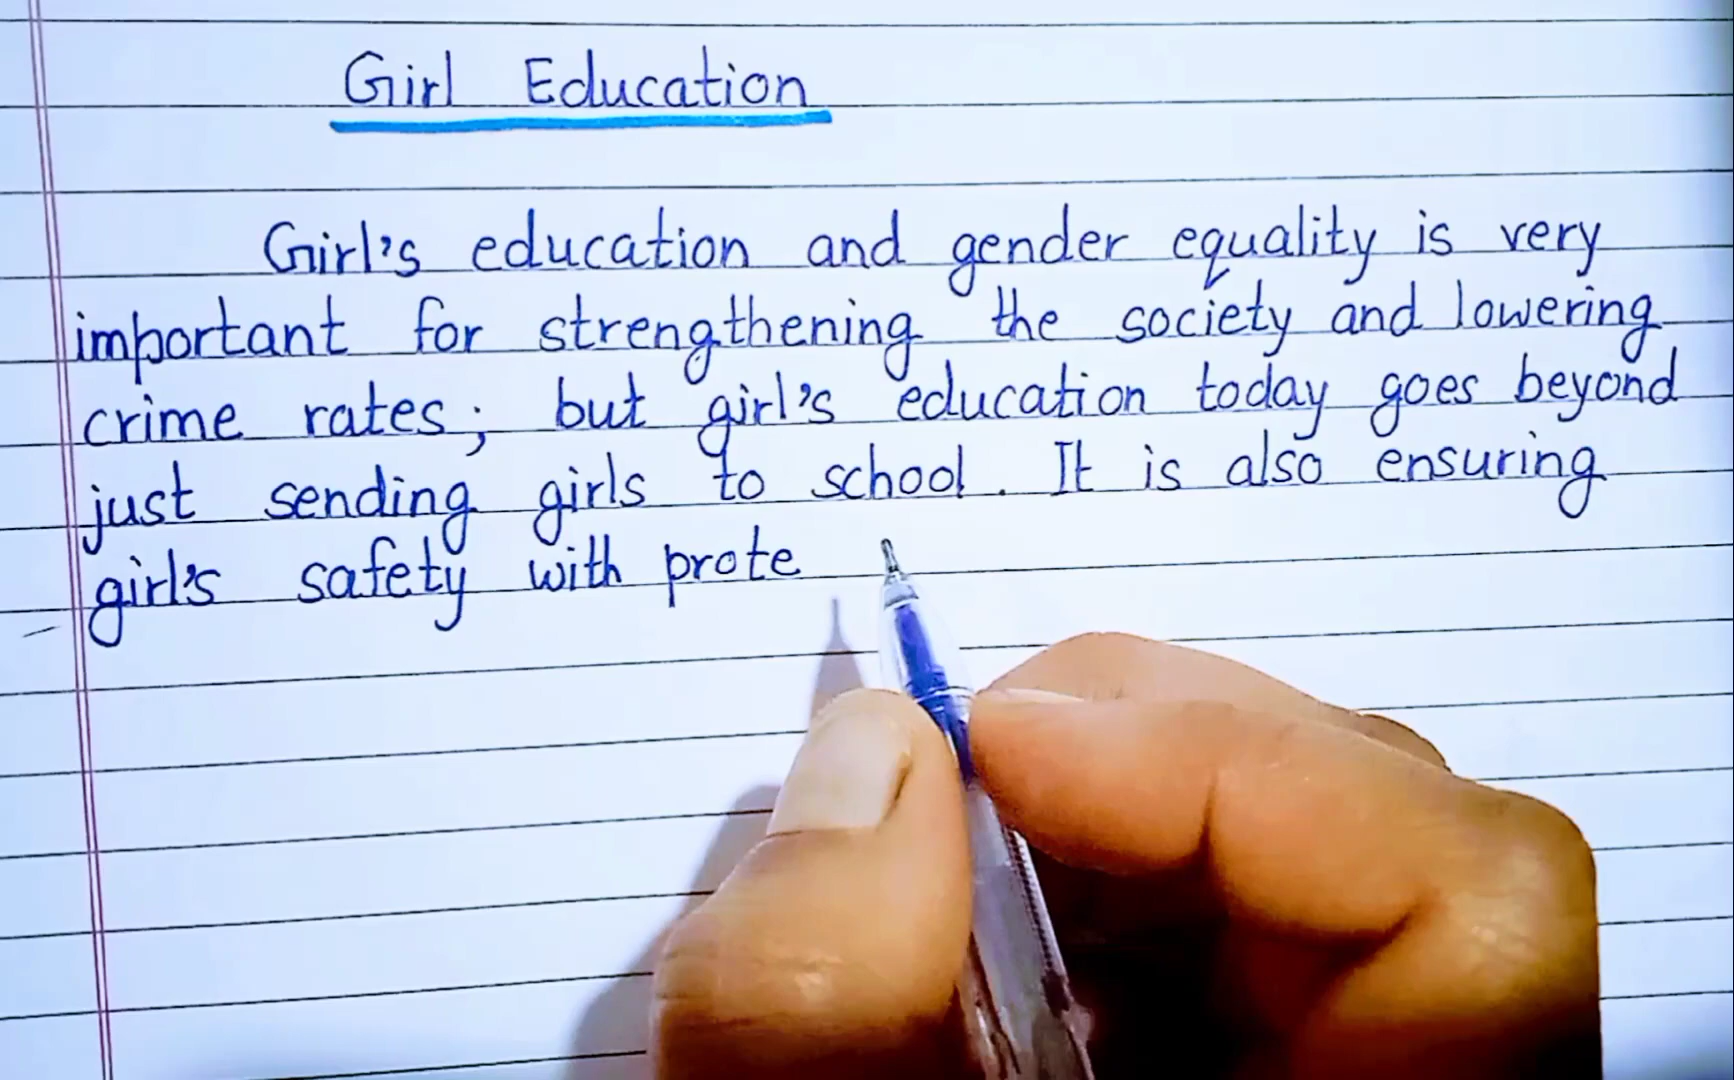 Girl Education
Girl's education and gender equality is very
important for strengthening the society and lowering
crime rates; but girl's education today goes beyond
just sending girls to school. It is also ensuring
girl's safety with prote